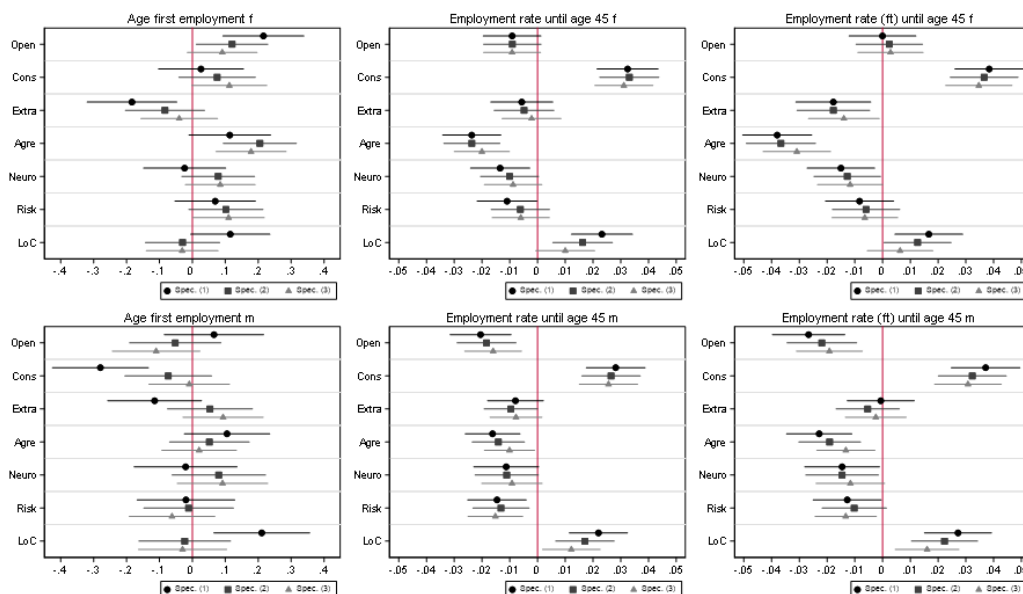 Age first employment f
Employment rate until age 45 f
Employment rate (ft) until age 45 f
Open
Cons
Extra
Agre
Neuro
Risk
LoC
.4 .3 .2 .1 0 .1 .2 .3 .4
Spec. (1) Spec. (2) Spec. (3)
Open
Cons
Extra
Agre
Neuro
Risk
LoC
.05 .04 .03 .02 .01 0 .01 .02 .03 .04 .05
Spec. (1) Spec. (2) Spec. (3)
Open
Cons
Extra
Agre
Neuro
Risk
LoC
.05 .04 .03 .02 .01 0 .01 .02 .03 .04 .05
Spec. (1) Spec. (2) Spec. (3)
Age first employment m
Employment rate until age 45 m
Employment rate (ft) until age 45 m
Open
Cons
Extra
Agre
Neuro
Risk
LoC
.4 .3 .2 .1 0 .1 .2 .3 .4
Spec. (1) Spec. (2) Spec. (3)
Open
Cons
Extra
Agre
Neuro
Risk
LoC
.05 .04 .03 .02 .01 0 .01 .02 .03 .04 .05
Spec. (1) Spec. (2) Spec. (3)
Open
Cons
Extra
Agre
Neuro
Risk
LoC
.05 .04 .03 .02 .01 0 .01 .02 .03 .04 .05
Spec. (1) Spec. (2) Spec. (3)